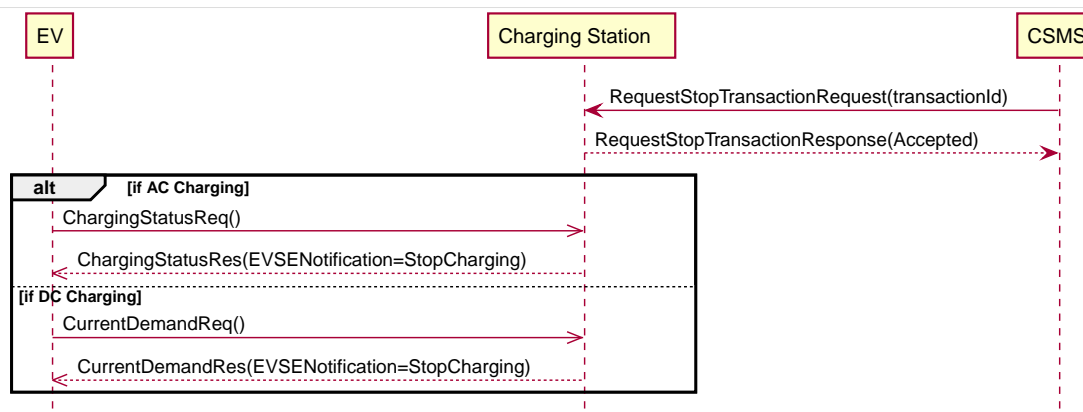 EV
Charging Station
CSMS
RequestStopTransactionRequest(transactionId)
RequestStopTransactionResponse(Accepted)
alt
[if AC Charging]
ChargingStatusReq()
ChargingStatusRes(EVSENotification=StopCharging)
[if DC Charging]
CurrentDemandReq()
CurrentDemandRes(EVSENotification=StopCharging)